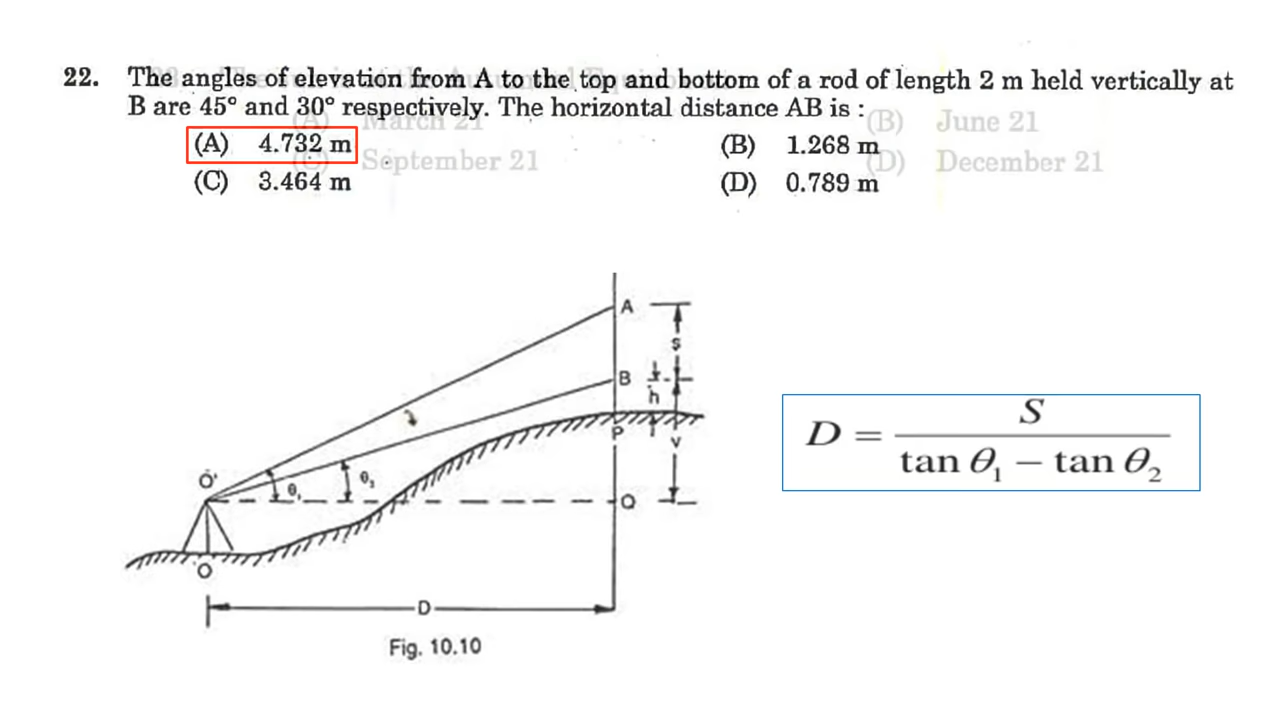 22. The angles of elevation from A to the top and bottom of a rod of length 2 m held vertically at
B are 45° and 30° respectively. The horizontal distance AB is :
(A) March 21 (B) June 21
(A) 4.732 m (B) 1.268 m
September 21 (D) December 21
(C) 3.464 m (D) 0.789 m
A
s
B
h
P
v
O'
θ₁
Q
O
D
Fig. 10.10
D = S / (tan θ₁ − tan θ₂)